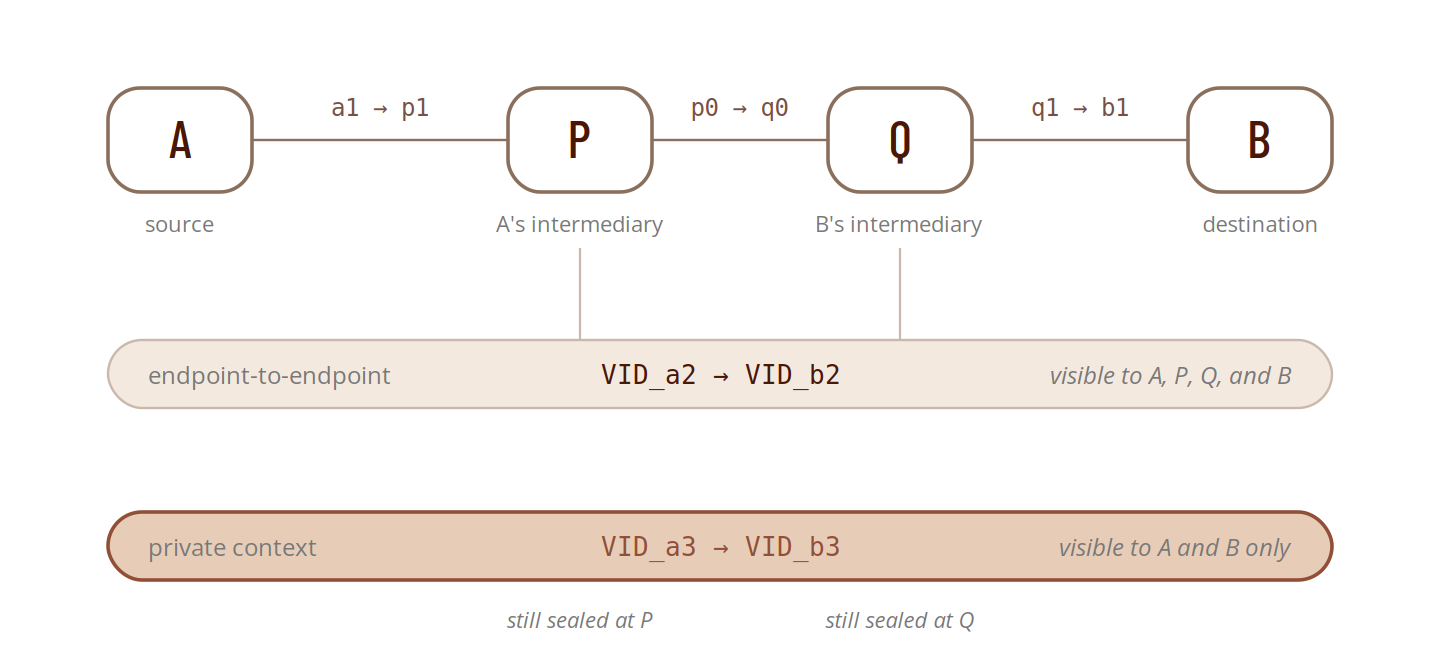 a1 → p1
p0 → q0
q1 → b1
A
P
Q
B
source
A's intermediary
B's intermediary
destination
endpoint-to-endpoint
VID_a2 → VID_b2
visible to A, P, Q, and B
private context
VID_a3 → VID_b3
visible to A and B only
still sealed at P
still sealed at Q